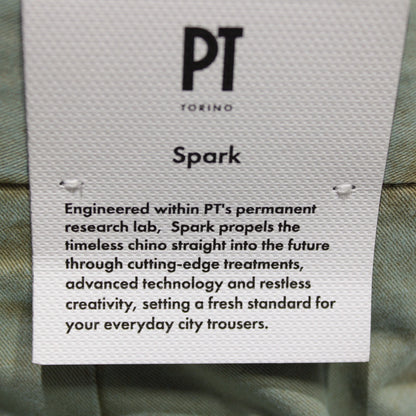 PT
TORINO
Spark
Engineered within PT's permanent
research lab, Spark propels the
timeless chino straight into the future
through cutting-edge treatments,
advanced technology and restless
creativity, setting a fresh standard for
your everyday city trousers.